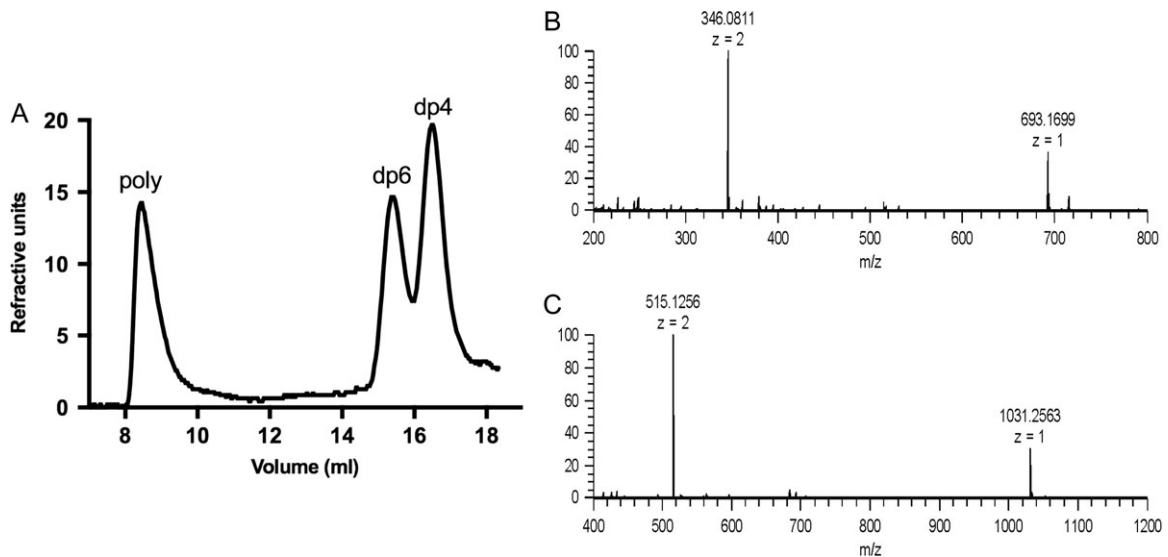 A
20
15
10
5
0
Refractive units
poly
dp6
dp4
8 10 12 14 16 18
Volume (ml)
B
346.0811
z = 2
693.1699
z = 1
100
80
60
40
20
0
200 300 400 500 600 700 800
m/z
C
515.1256
z = 2
1031.2563
z = 1
100
80
60
40
20
0
400 500 600 700 800 900 1000 1100 1200
m/z